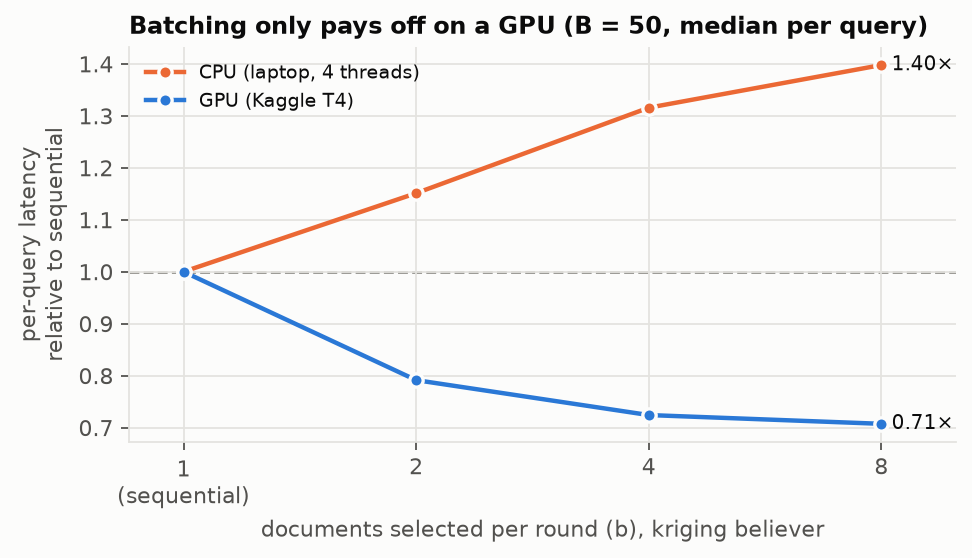 Batching only pays off on a GPU (B = 50, median per query)
CPU (laptop, 4 threads)
GPU (Kaggle T4)
per-query latency
relative to sequential
1.4
1.3
1.2
1.1
1.0
0.9
0.8
0.7
1.40×
0.71×
1
(sequential)
2
4
8
documents selected per round (b), kriging believer